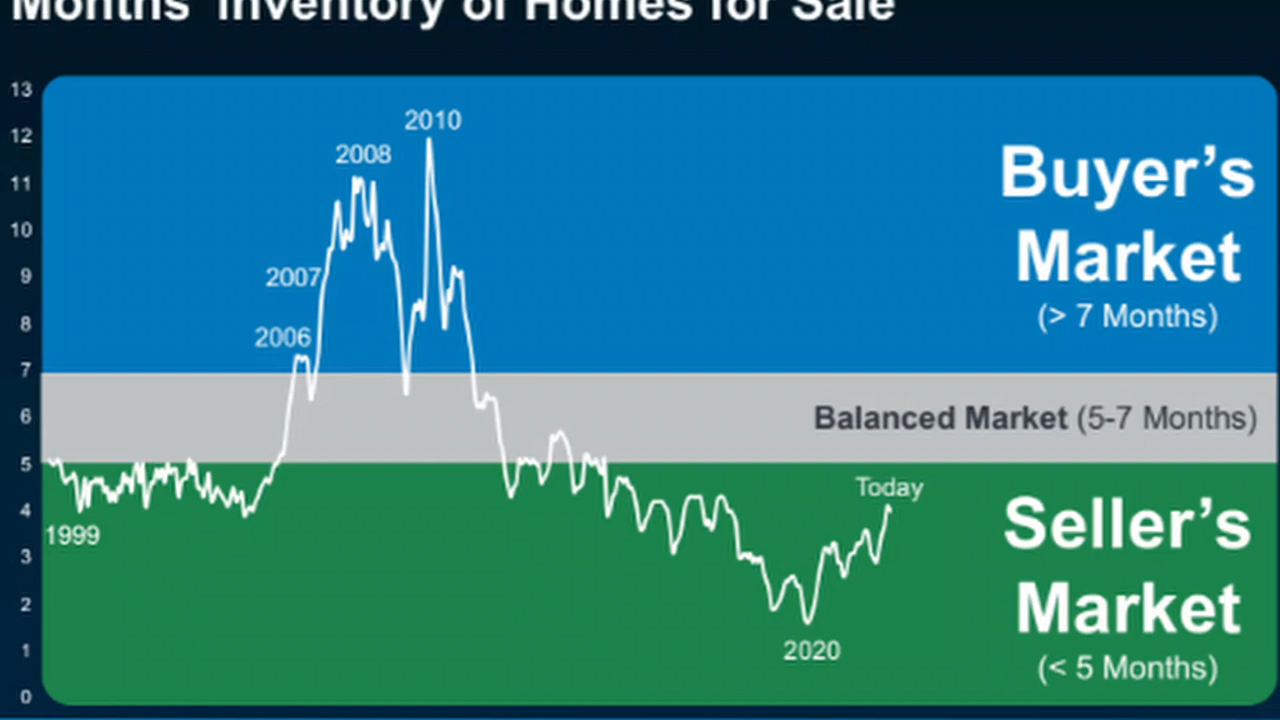 Months' Inventory of Homes for Sale
13
12
11
10
9
8
7
6
5
4
3
2
1
0
2010
2008
2007
2006
1999
2020
Today
Buyer’s
Market
(> 7 Months)
Balanced Market (5-7 Months)
Seller’s
Market
(< 5 Months)